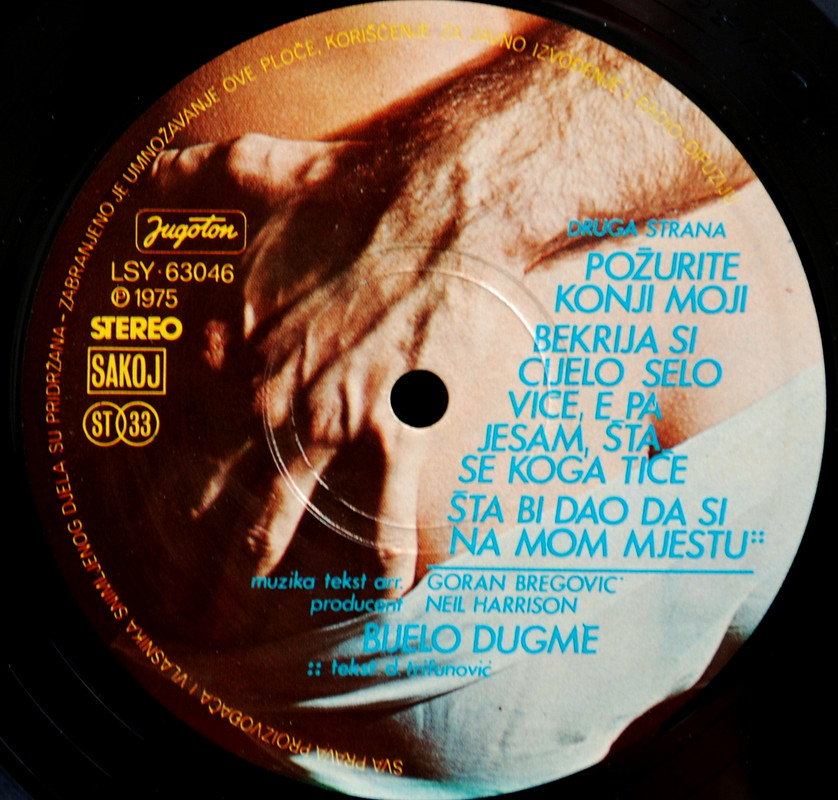 SVA PRAVA PROIZVOĐAČA I VLASNIKA SNIMLJENOG DJELA SU PRIDRŽANA - ZABRANJENO JE UMNOŽAVANJE OVE PLOČE, KORIŠĆENJE ZA JAVNO IZVOĐENJE I RADIO-DIFUZIJU
Jugoton
LSY-63046
℗ 1975
STEREO
SAKOJ
ST 33
DRUGA STRANA
POŽURITE
KONJI MOJI
BEKRIJA SI
CIJELO SELO
VIČE, E PA
JESAM, ŠTA
SE KOGA TIČE
ŠTA BI DAO DA SI
NA MOM MJESTU::
muzika tekst arr. GORAN BREGOVIĆ
producent NEIL HARRISON
BIJELO DUGME
:: tekst d. trifunović